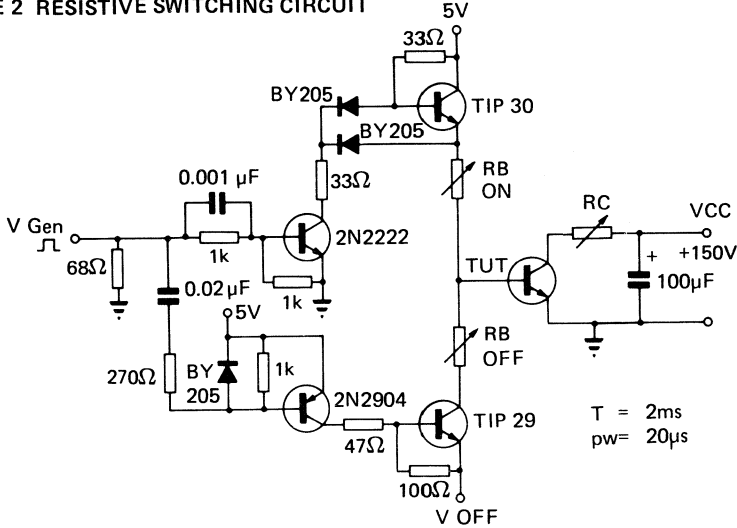 E 2 RESISTIVE SWITCHING CIRCUIT
5V
33Ω
BY205
TIP 30
BY205
RB
ON
33Ω
0.001 µF
RC
VCC
V Gen
2N2222
1k
+
+150V
TUT
100µF
68Ω
0.02µF
1k
5V
RB
OFF
270Ω
BY
205
1k
2N2904
TIP 29
T = 2ms
47Ω
pw= 20µs
100Ω
V OFF